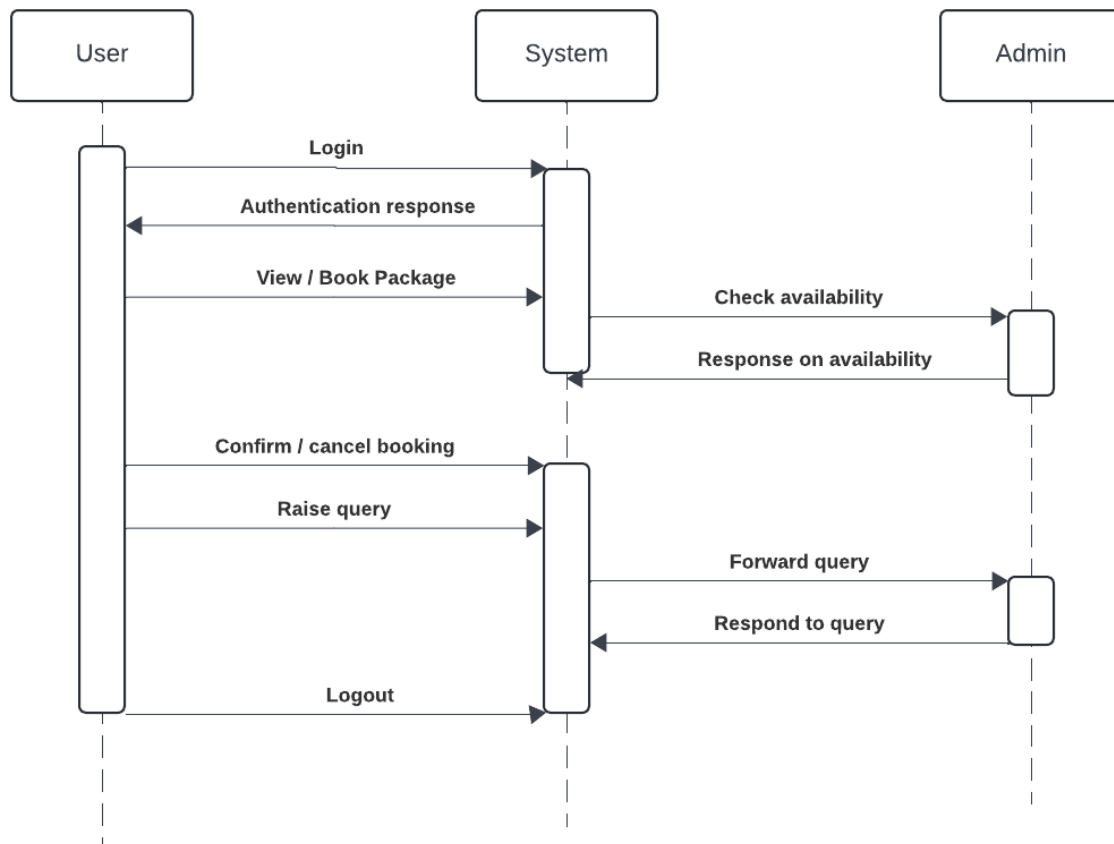 User
System
Admin
Login
Authentication response
View / Book Package
Check availability
Response on availability
Confirm / cancel booking
Raise query
Forward query
Respond to query
Logout